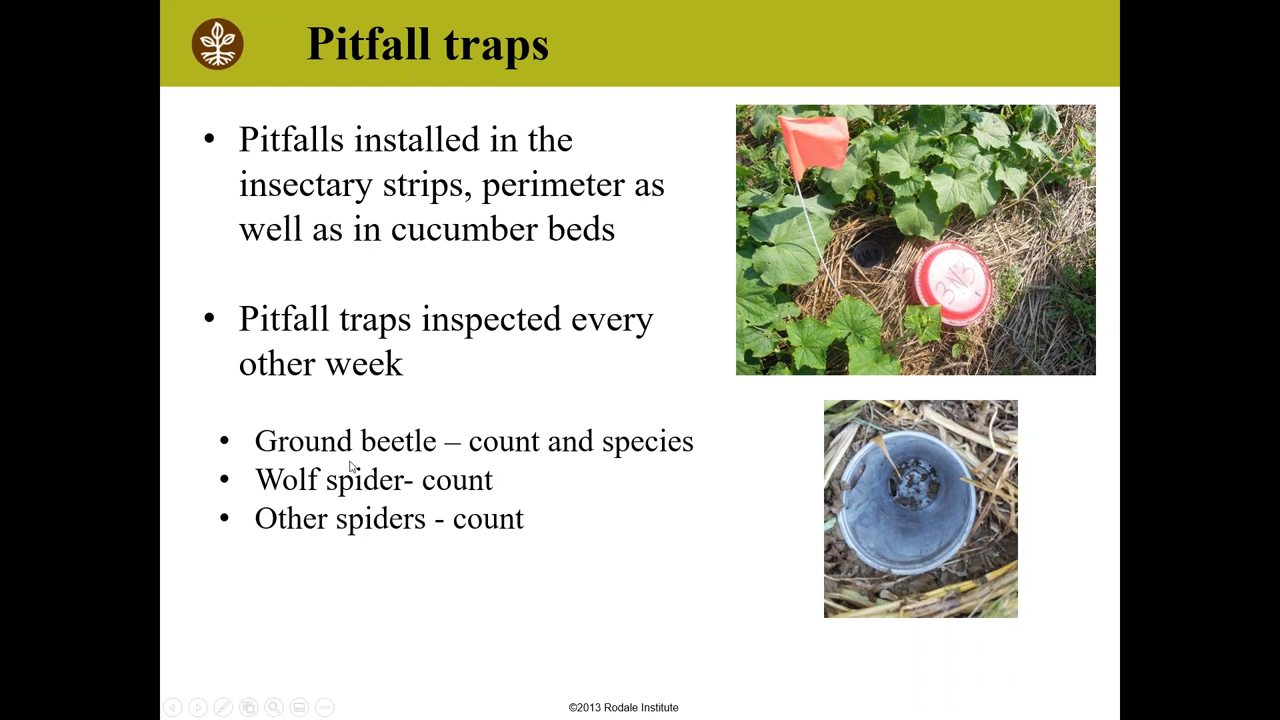 Pitfall traps
• Pitfalls installed in the
insectary strips, perimeter as
well as in cucumber beds
• Pitfall traps inspected every
other week
• Ground beetle – count and species
• Wolf spider- count
• Other spiders - count
3N3
©2013 Rodale Institute